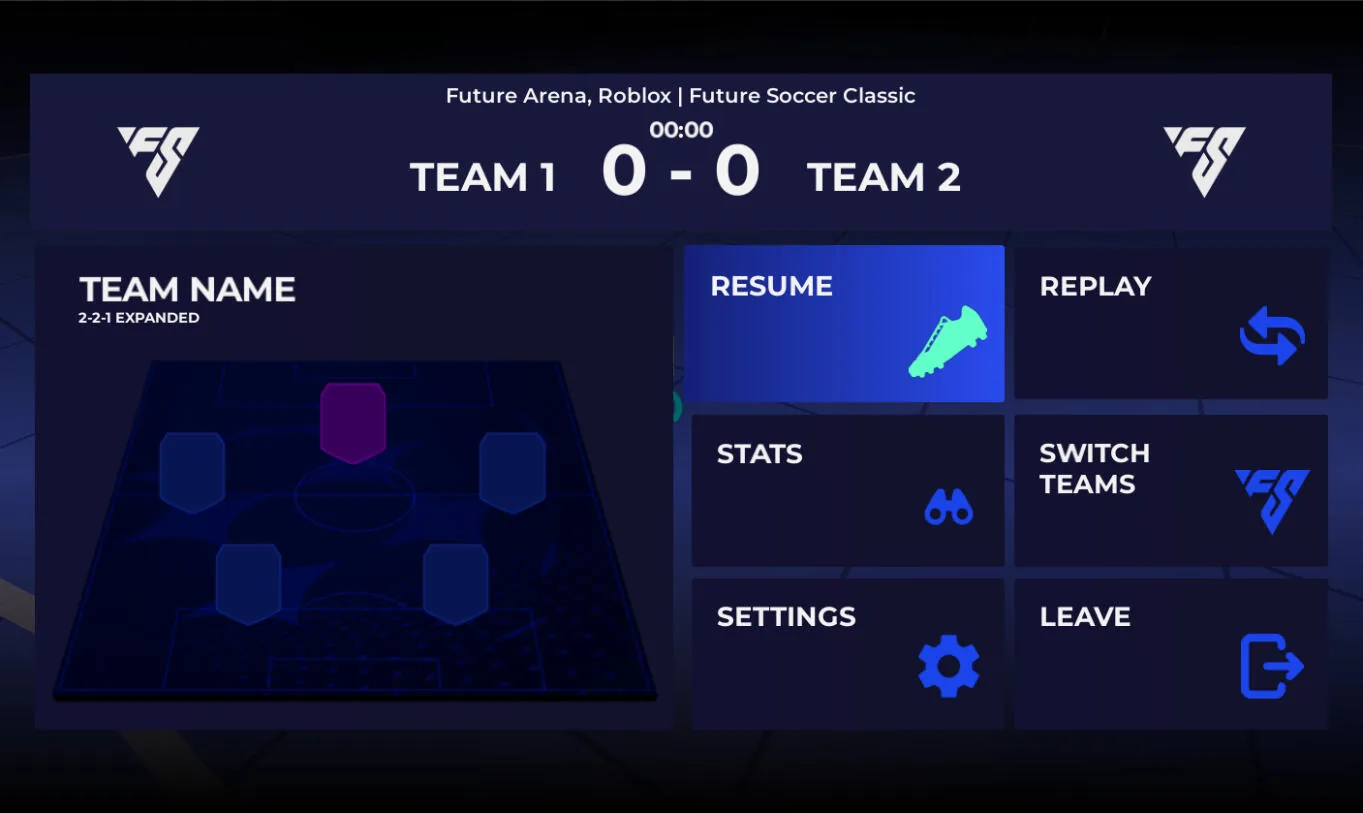 Future Arena, Roblox | Future Soccer Classic
00:00
TEAM 1 0 - 0 TEAM 2
TEAM NAME
2-2-1 EXPANDED
RESUME
REPLAY
STATS
SWITCH
TEAMS
SETTINGS
LEAVE